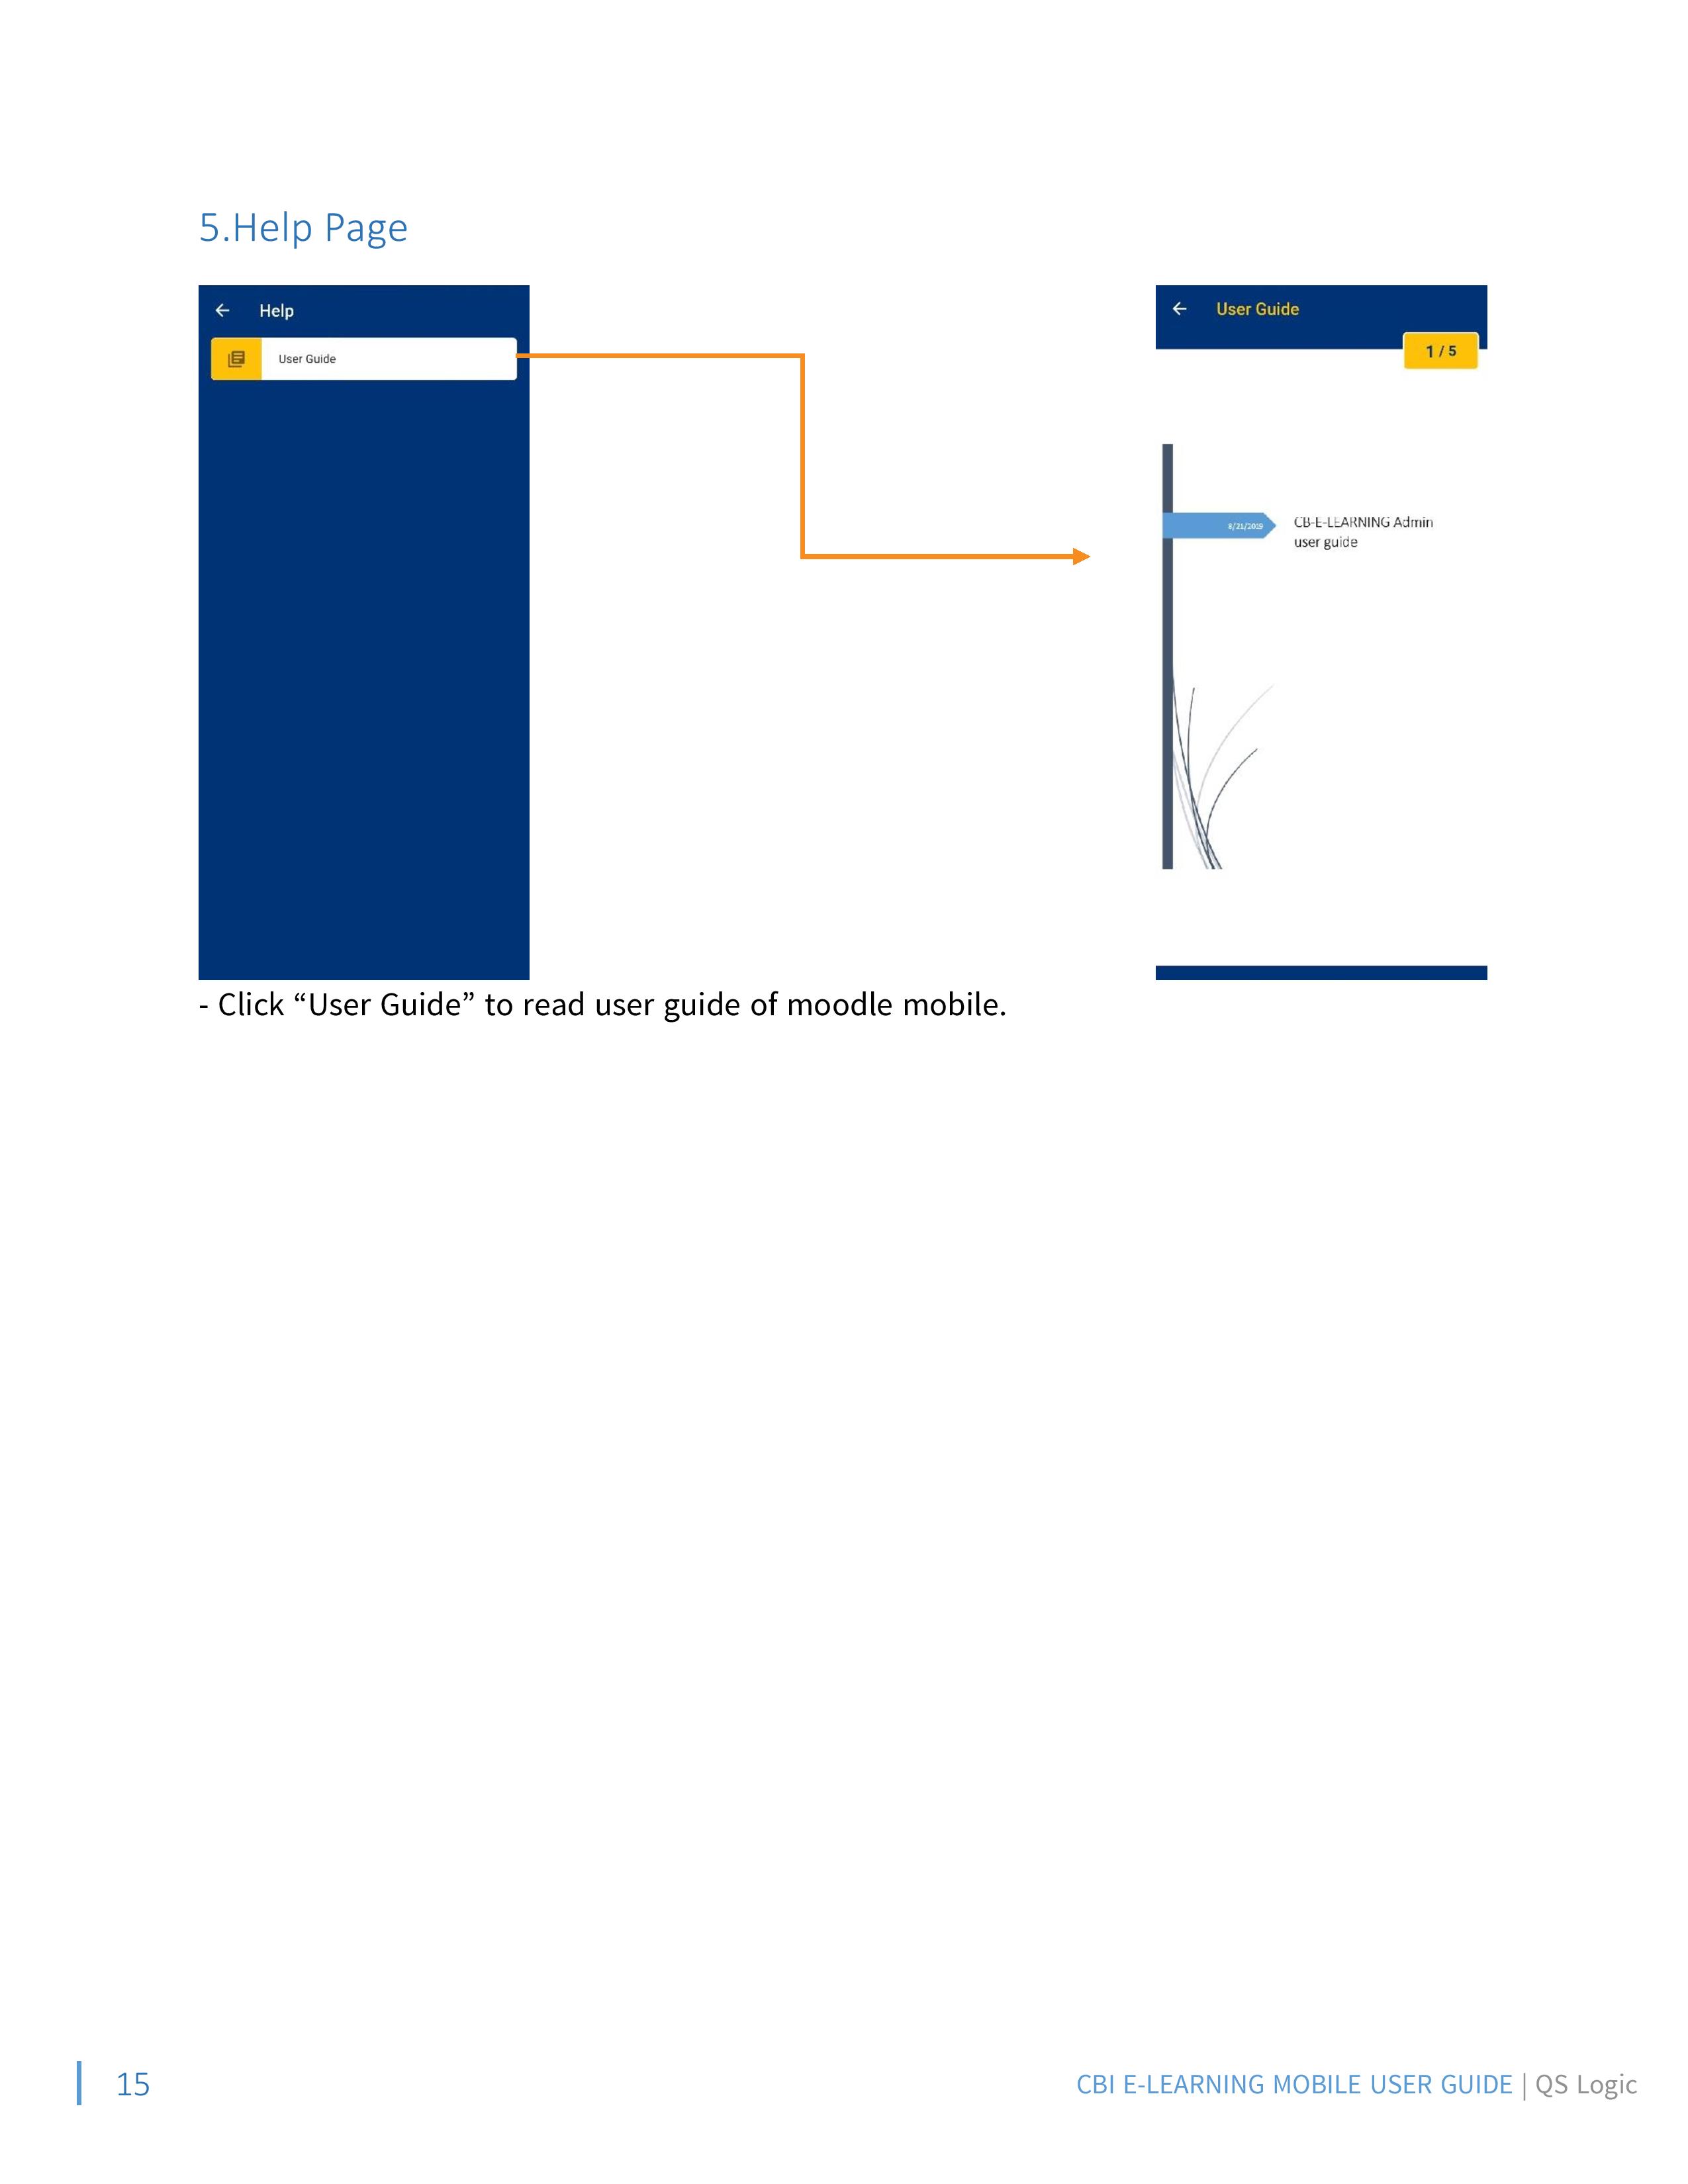 5.Help Page
Help
User Guide
User Guide
1 / 5
8/21/2019
CB-E-LEARNING Admin
user guide
- Click “User Guide” to read user guide of moodle mobile.
15
CBI E-LEARNING MOBILE USER GUIDE | QS Logic